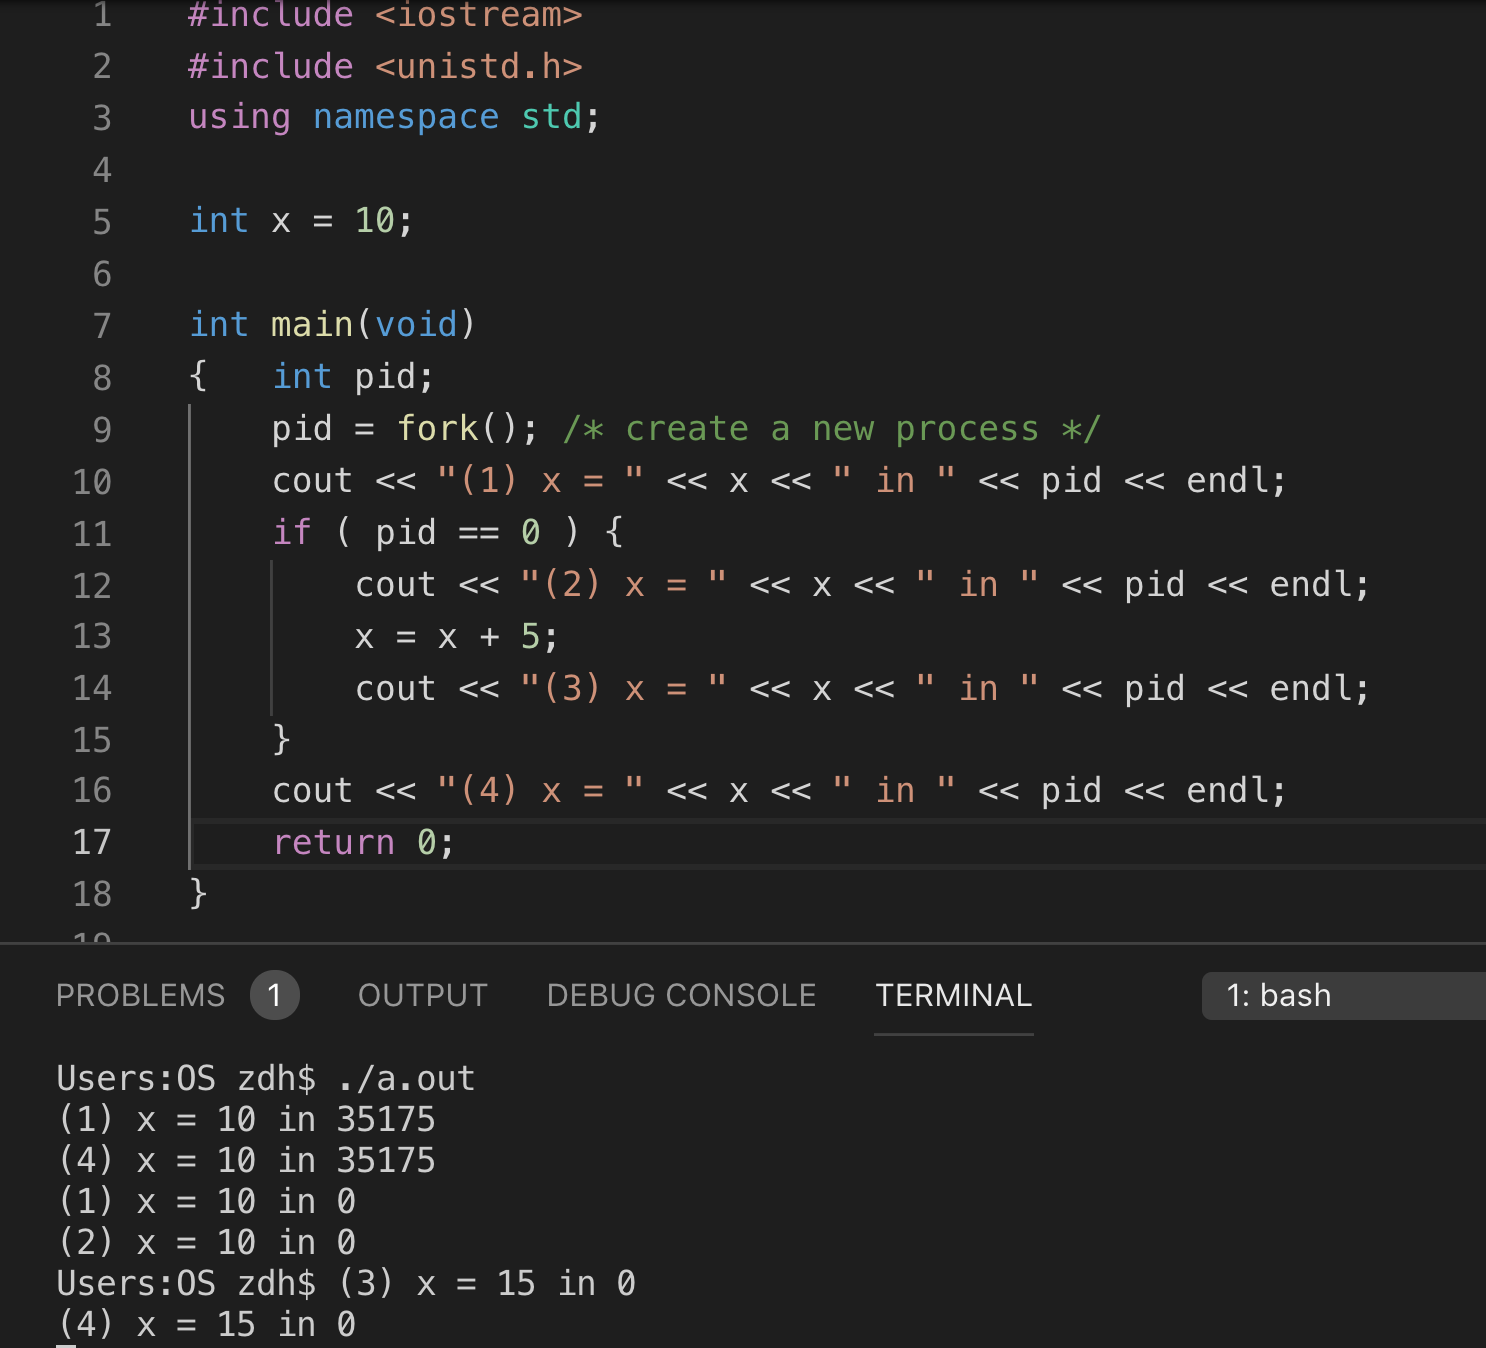 1 #include <iostream>
2 #include <unistd.h>
3 using namespace std;
4
5 int x = 10;
6
7 int main(void)
8 {   int pid;
9     pid = fork(); /* create a new process */
10     cout << "(1) x = " << x << " in " << pid << endl;
11     if ( pid == 0 ) {
12         cout << "(2) x = " << x << " in " << pid << endl;
13         x = x + 5;
14         cout << "(3) x = " << x << " in " << pid << endl;
15     }
16     cout << "(4) x = " << x << " in " << pid << endl;
17     return 0;
18 }
19
PROBLEMS 1 OUTPUT DEBUG CONSOLE TERMINAL 1: bash
Users:OS zdh$ ./a.out
(1) x = 10 in 35175
(4) x = 10 in 35175
(1) x = 10 in 0
(2) x = 10 in 0
Users:OS zdh$ (3) x = 15 in 0
(4) x = 15 in 0